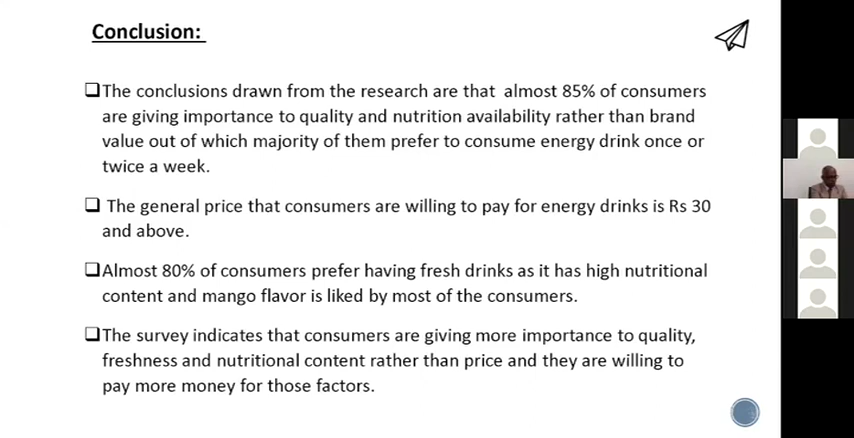 Conclusion:
The conclusions drawn from the research are that almost 85% of consumers
are giving importance to quality and nutrition availability rather than brand
value out of which majority of them prefer to consume energy drink once or
twice a week.
The general price that consumers are willing to pay for energy drinks is Rs 30
and above.
Almost 80% of consumers prefer having fresh drinks as it has high nutritional
content and mango flavor is liked by most of the consumers.
The survey indicates that consumers are giving more importance to quality,
freshness and nutritional content rather than price and they are willing to
pay more money for those factors.